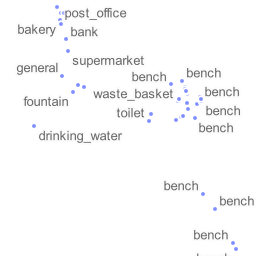 post_office
bakery
bank
supermarket
general
bench
bench
waste_basket
bench
fountain
toilet
bench
bench
drinking_water
bench
bench
bench